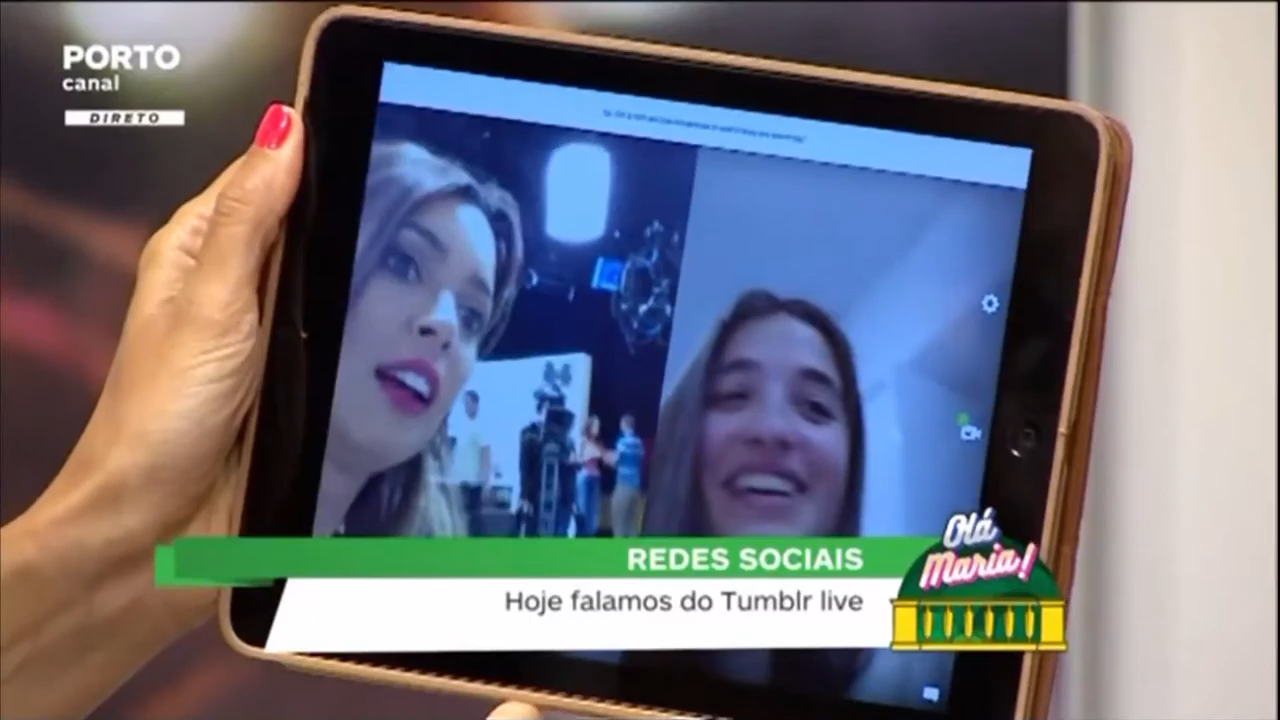 PORTO
canal
DIRETO
REDES SOCIAIS
Hoje falamos do Tumblr live
Olá
Maria!